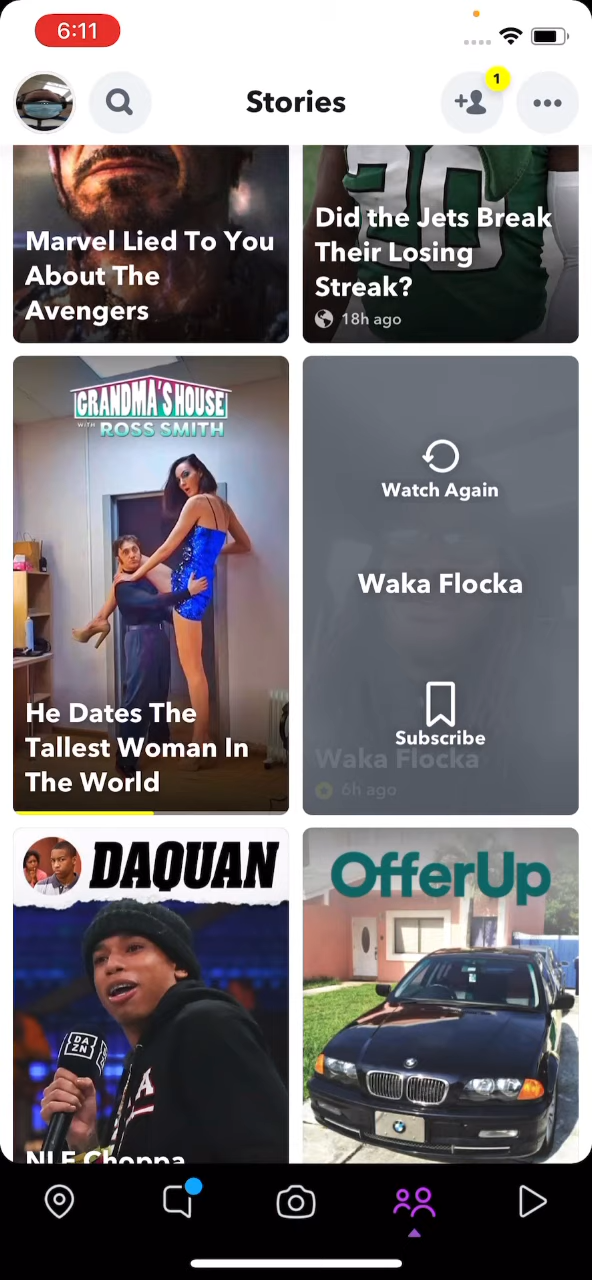 6:11
Stories
1
Marvel Lied To You
About The
Avengers
Did the Jets Break
Their Losing
Streak?
18h ago
GRANDMA'S HOUSE
WITH ROSS SMITH
He Dates The
Tallest Woman In
The World
Watch Again
Waka Flocka
Subscribe
Waka Flocka
6h ago
DAQUAN
DAZN
A
NLE Choppa
OfferUp